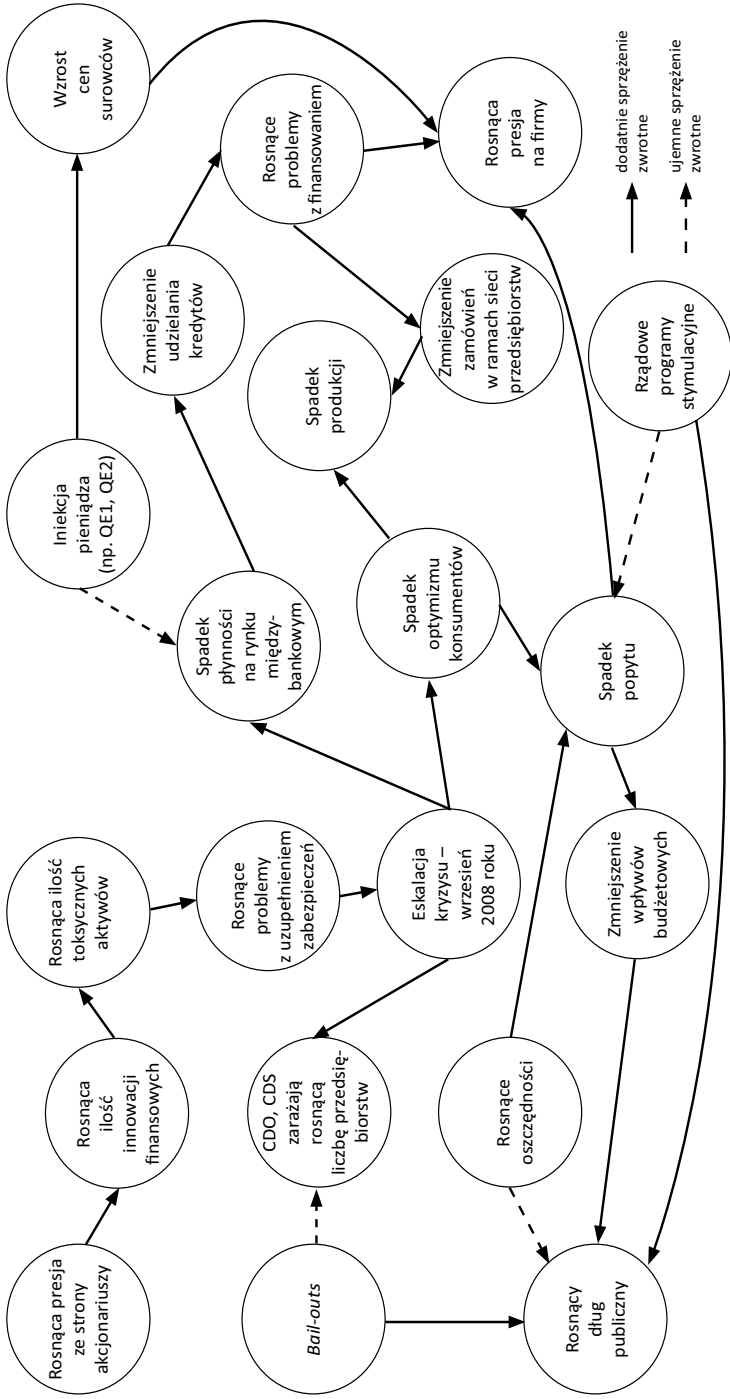 Rosnąca presja
ze strony
akcjonariuszy
Rosnąca
ilość
innowacji
finansowych
Rosnąca ilość
toksycznych
aktywów
Iniekcja
pieniądza
(np. QE1, QE2)
Wzrost
cen
surowców
Rosnące
problemy
z uzupełnieniem
zabezpieczeń
Spadek
płynności
na rynku
między-
bankowym
Zmniejszenie
udzielania
kredytów
Rosnące
problemy
z finansowaniem
Bail-outs
CDO, CDS
zarażają
rosnącą
liczbę przedsię-
biorstw
Eskalacja
kryzysu –
wrzesień
2008 roku
Spadek
optymizmu
konsumentów
Spadek
produkcji
Zmniejszenie
zamówień
w ramach sieci
przedsiębiorstw
Rosnąca
presja
na firmy
Rosnący
dług
publiczny
Rosnące
oszczędności
Zmniejszenie
wpływów
budżetowych
Spadek
popytu
Rządowe
programy
stymulacyjne
dodatnie sprzężenie
zwrotne
ujemne sprzężenie
zwrotne